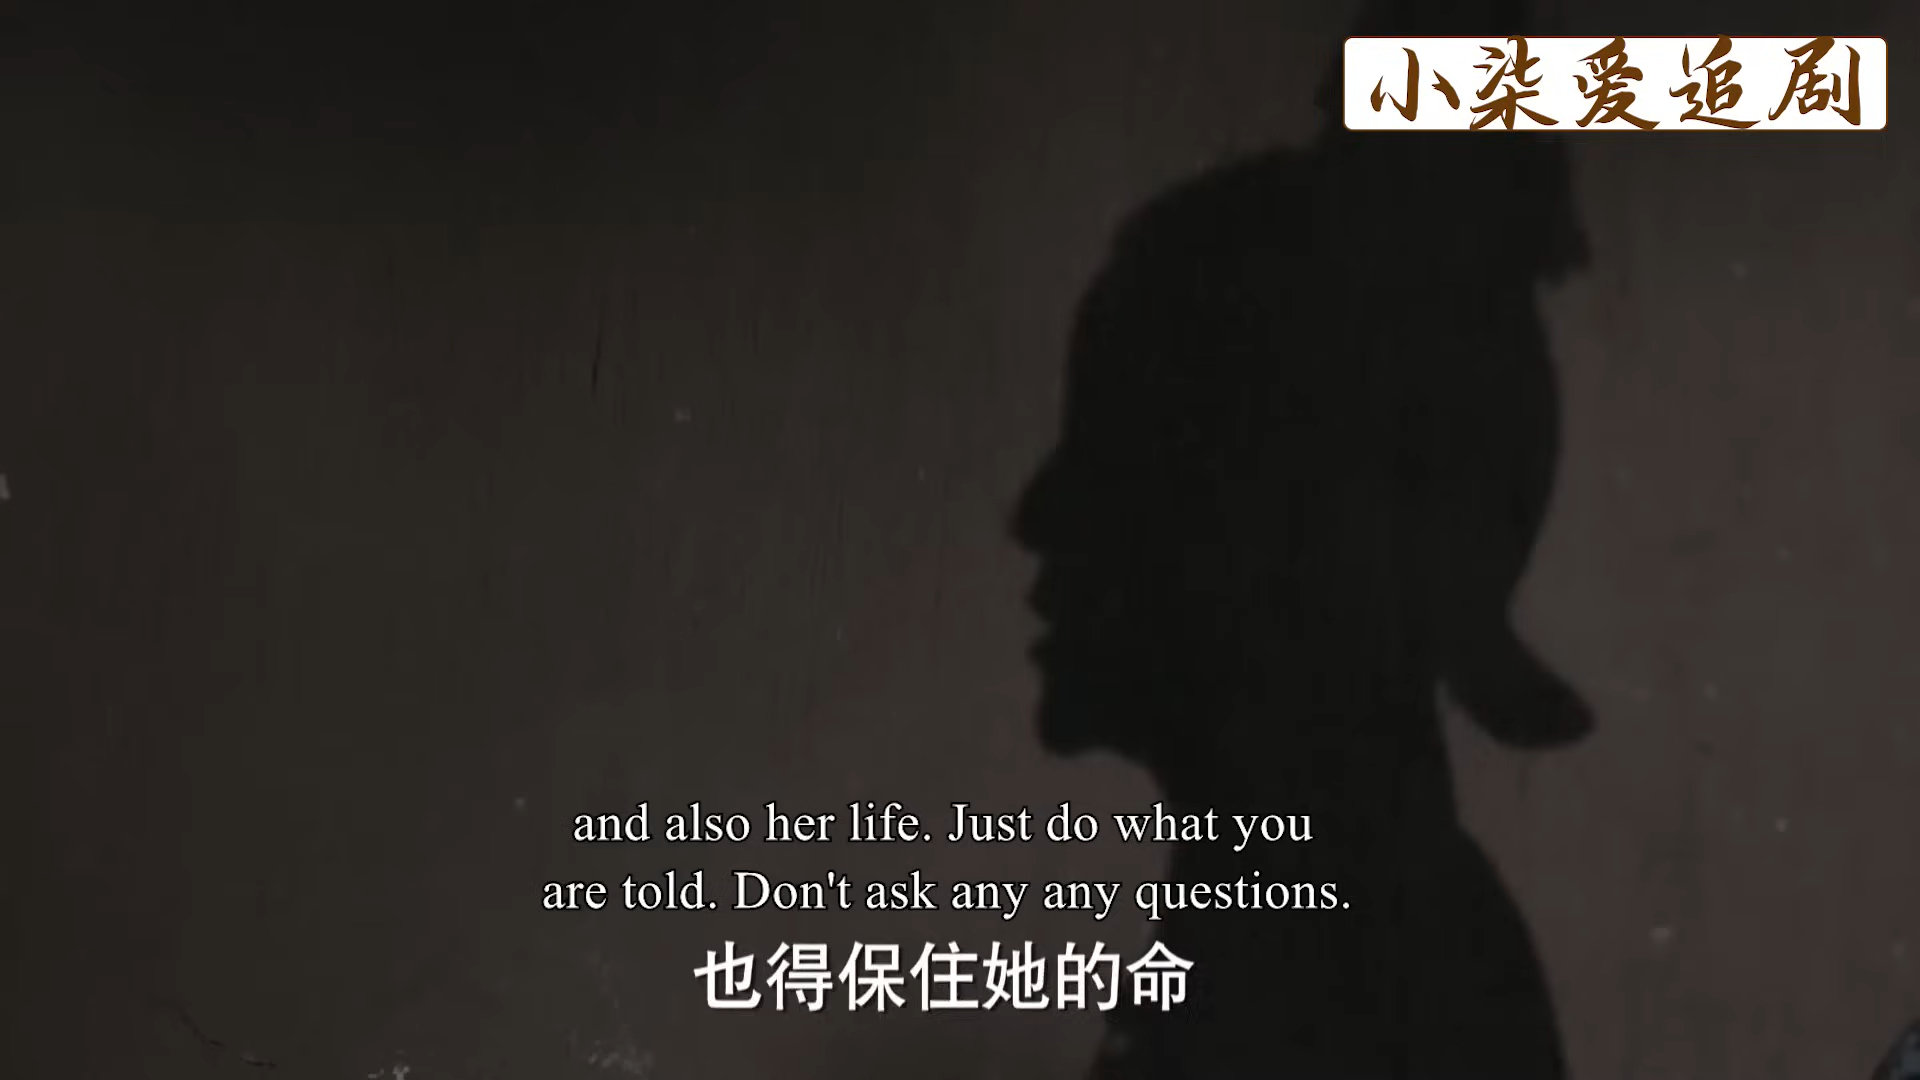 小柒爱追剧
and also her life. Just do what you
are told. Don't ask any any questions.
也得保住她的命